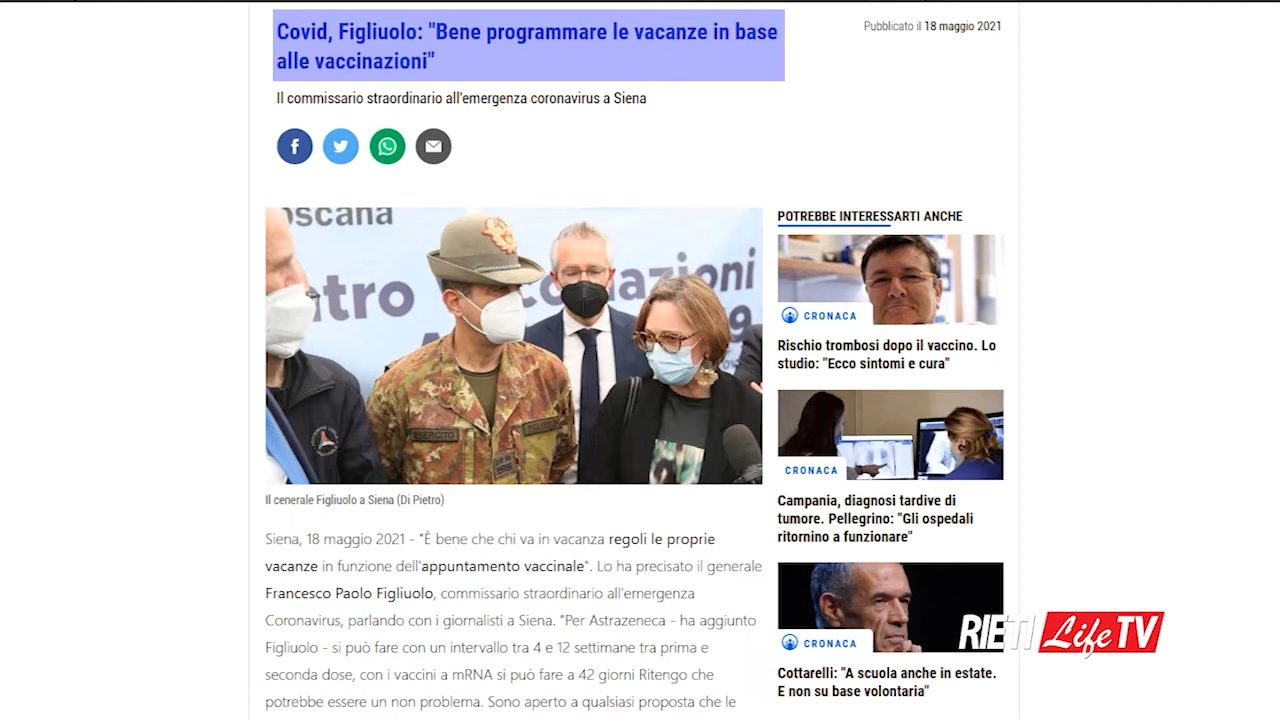 Covid, Figliuolo: "Bene programmare le vacanze in base
alle vaccinazioni"
Pubblicato il 18 maggio 2021
Il commissario straordinario all'emergenza coronavirus a Siena
oscana
ntro
azioni
9
ESERCITO
Il cenerale Figliuolo a Siena (Di Pietro)
Siena, 18 maggio 2021 - "È bene che chi va in vacanza regoli le proprie
vacanze in funzione dell'appuntamento vaccinale". Lo ha precisato il generale
Francesco Paolo Figliuolo, commissario straordinario all'emergenza
Coronavirus, parlando con i giornalisti a Siena. "Per Astrazeneca - ha aggiunto
Figliuolo - si può fare con un intervallo tra 4 e 12 settimane tra prima e
seconda dose, con i vaccini a mRNA si può fare a 42 giorni Ritengo che
potrebbe essere un non problema. Sono aperto a qualsiasi proposta che le
POTREBBE INTERESSARTI ANCHE
CRONACA
Rischio trombosi dopo il vaccino. Lo
studio: "Ecco sintomi e cura"
CRONACA
Campania, diagnosi tardive di
tumore. Pellegrino: "Gli ospedali
ritornino a funzionare"
CRONACA
Cottarelli: "A scuola anche in estate.
E non su base volontaria"
RIETI Life TV